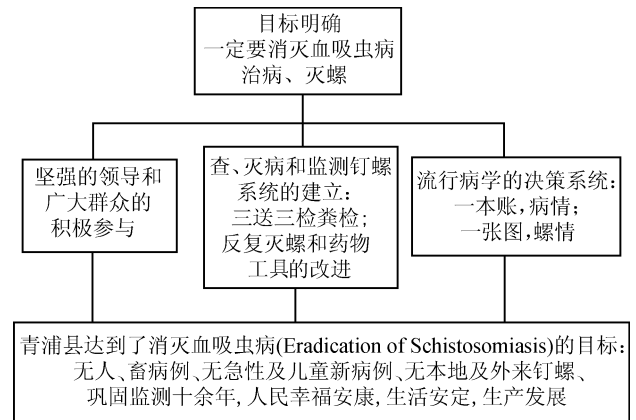 目标明确
一定要消灭血吸虫病
治病、灭螺
坚强的领导和
广大群众的
积极参与
查、灭病和监测钉螺
系统的建立:
三送三检粪检;
反复灭螺和药物
工具的改进
流行病学的决策系统:
一本账,病情;
一张图,螺情
青浦县达到了消灭血吸虫病(Eradication of Schistosomiasis)的目标:
无人、畜病例、无急性及儿童新病例、无本地及外来钉螺、
巩固监测十余年,人民幸福安康,生活安定,生产发展